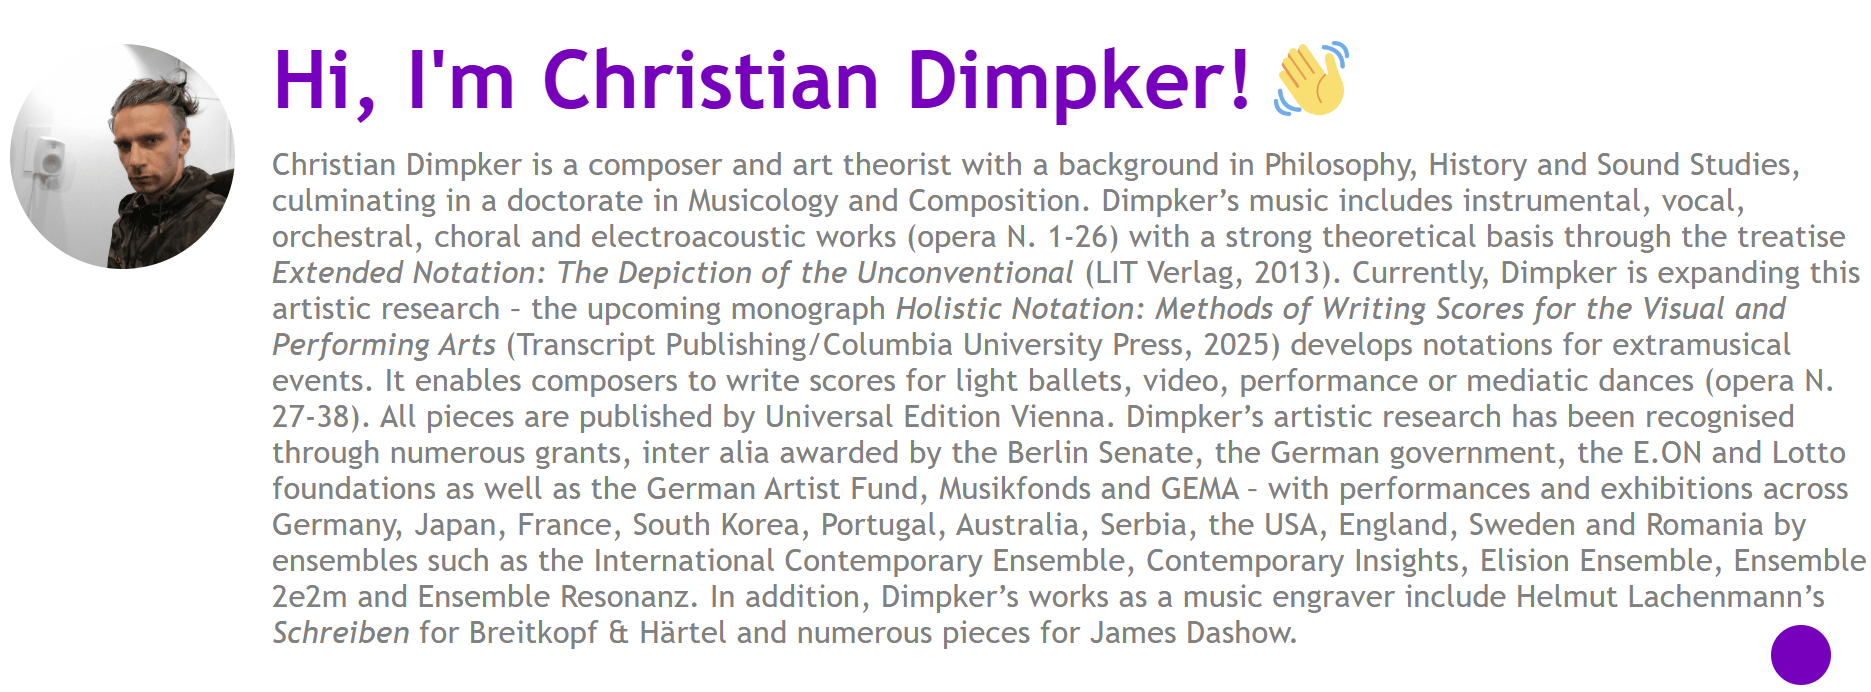 Hi, I'm Christian Dimpker! 👋
Christian Dimpker is a composer and art theorist with a background in Philosophy, History and Sound Studies,
culminating in a doctorate in Musicology and Composition. Dimpker’s music includes instrumental, vocal,
orchestral, choral and electroacoustic works (opera N. 1-26) with a strong theoretical basis through the treatise
Extended Notation: The Depiction of the Unconventional (LIT Verlag, 2013). Currently, Dimpker is expanding this
artistic research – the upcoming monograph Holistic Notation: Methods of Writing Scores for the Visual and
Performing Arts (Transcript Publishing/Columbia University Press, 2025) develops notations for extramusical
events. It enables composers to write scores for light ballets, video, performance or mediatic dances (opera N.
27-38). All pieces are published by Universal Edition Vienna. Dimpker’s artistic research has been recognised
through numerous grants, inter alia awarded by the Berlin Senate, the German government, the E.ON and Lotto
foundations as well as the German Artist Fund, Musikfonds and GEMA – with performances and exhibitions across
Germany, Japan, France, South Korea, Portugal, Australia, Serbia, the USA, England, Sweden and Romania by
ensembles such as the International Contemporary Ensemble, Contemporary Insights, Elision Ensemble, Ensemble
2e2m and Ensemble Resonanz. In addition, Dimpker’s works as a music engraver include Helmut Lachenmann’s
Schreiben for Breitkopf & Härtel and numerous pieces for James Dashow.